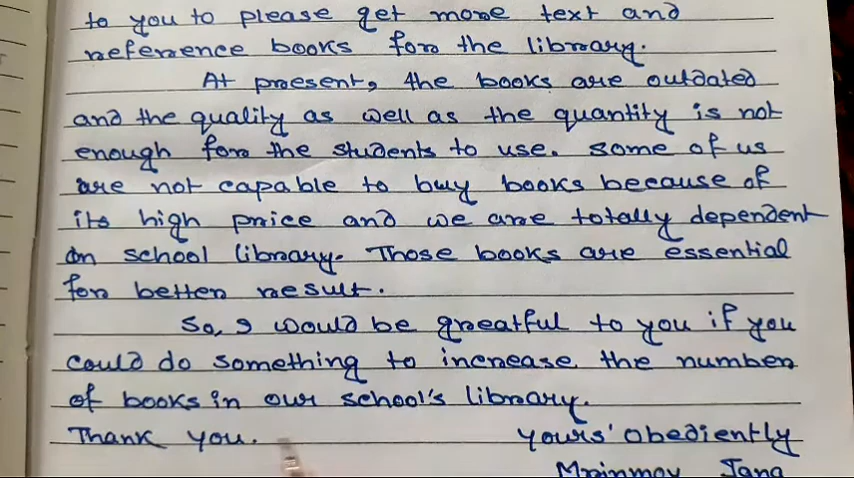 to you to please get more text and
reference books for the library.
At present, the books are outdated
and the quality as well as the quantity is not
enough for the students to use. some of us
are not capable to buy books because of
its high price and we are totally dependent
on school library. Those books are essential
for better result.
So, I would be greatful to you if you
could do something to increase the number
of books in our school's library.
Thank you.
yours' obediently
Mrinmoy Jana